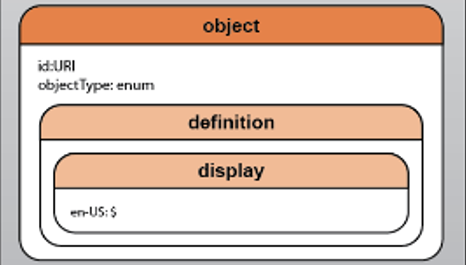 object
id:URI
objectType: enum
definition
display
en-US: $